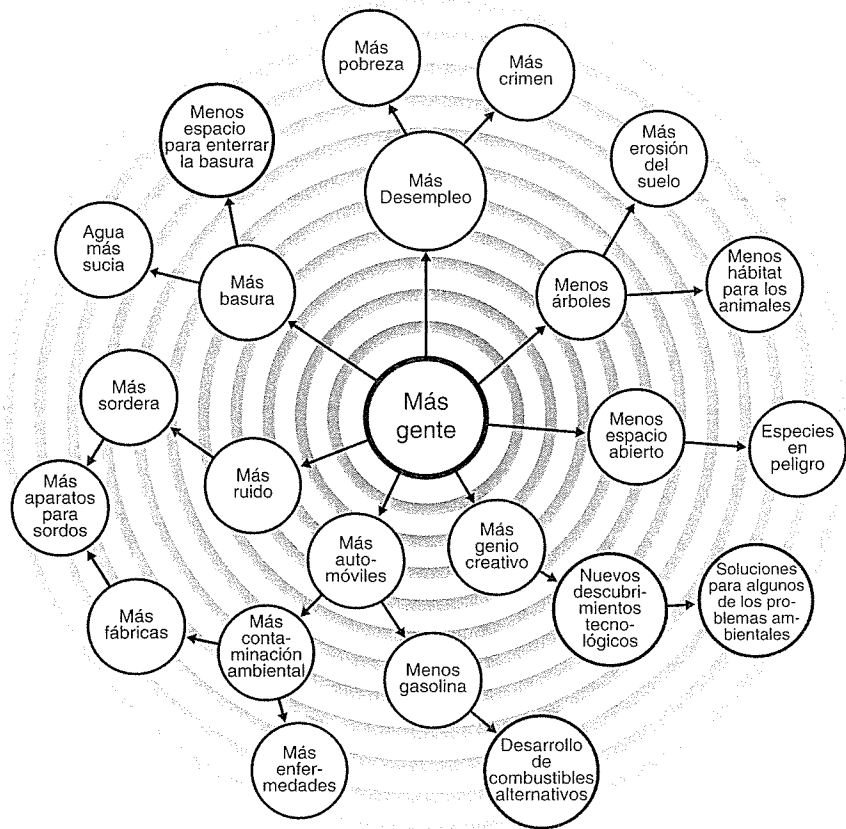 Más
pobreza
Más
crimen
Menos
espacio
para enterrar
la basura
Más
Desempleo
Más
erosión
del
suelo
Agua
más
sucia
Más
basura
Menos
árboles
Menos
hábitat
para los
animales
Más
sordera
Más
gente
Menos
espacio
abierto
Especies
en
peligro
Más
ruido
Más
aparatos
para
sordos
Más
auto-
móviles
Más
genio
creativo
Nuevos
descubri-
mientos
tecno-
lógicos
Soluciones
para algunos
de los pro-
blemas am-
bientales
Más
fábricas
Más
conta-
minación
ambiental
Menos
gasolina
Más
enfer-
medades
Desarrollo
de
combustibles
alternativos